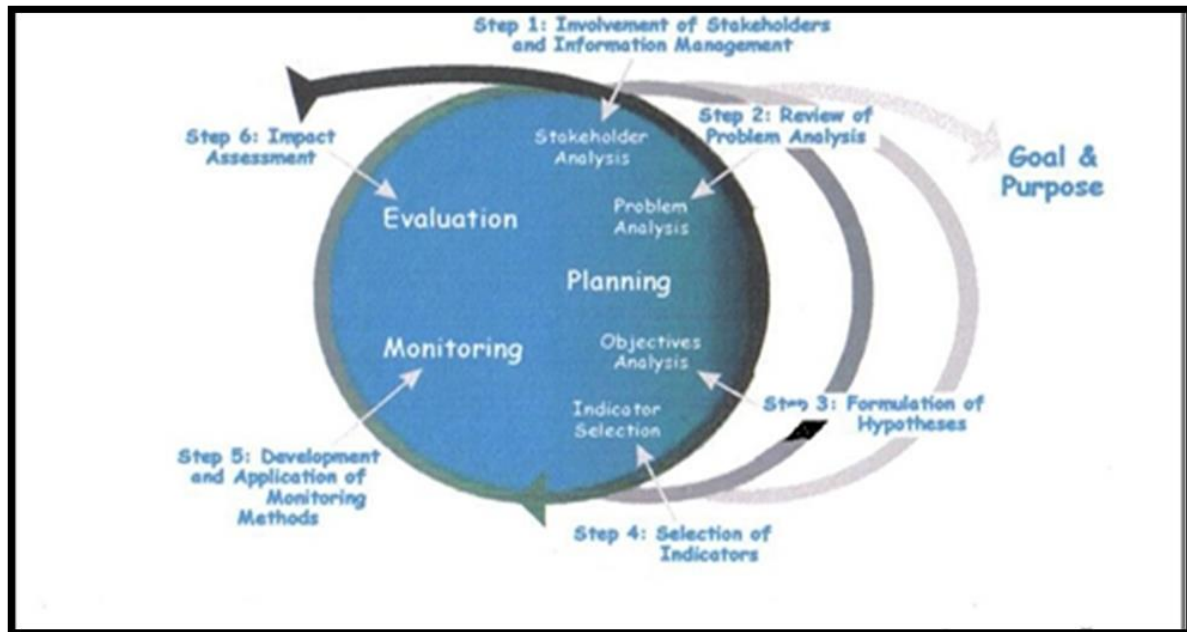 Step 1: Involvement of Stakeholders
and Information Management
Step 2: Review of
Problem Analysis
Goal &
Purpose
Step 3: Formulation of
Hypotheses
Step 4: Selection of
Indicators
Step 5: Development
and Application of
Monitoring
Methods
Step 6: Impact
Assessment
Stakeholder
Analysis
Problem
Analysis
Planning
Objectives
Analysis
Indicator
Selection
Monitoring
Evaluation